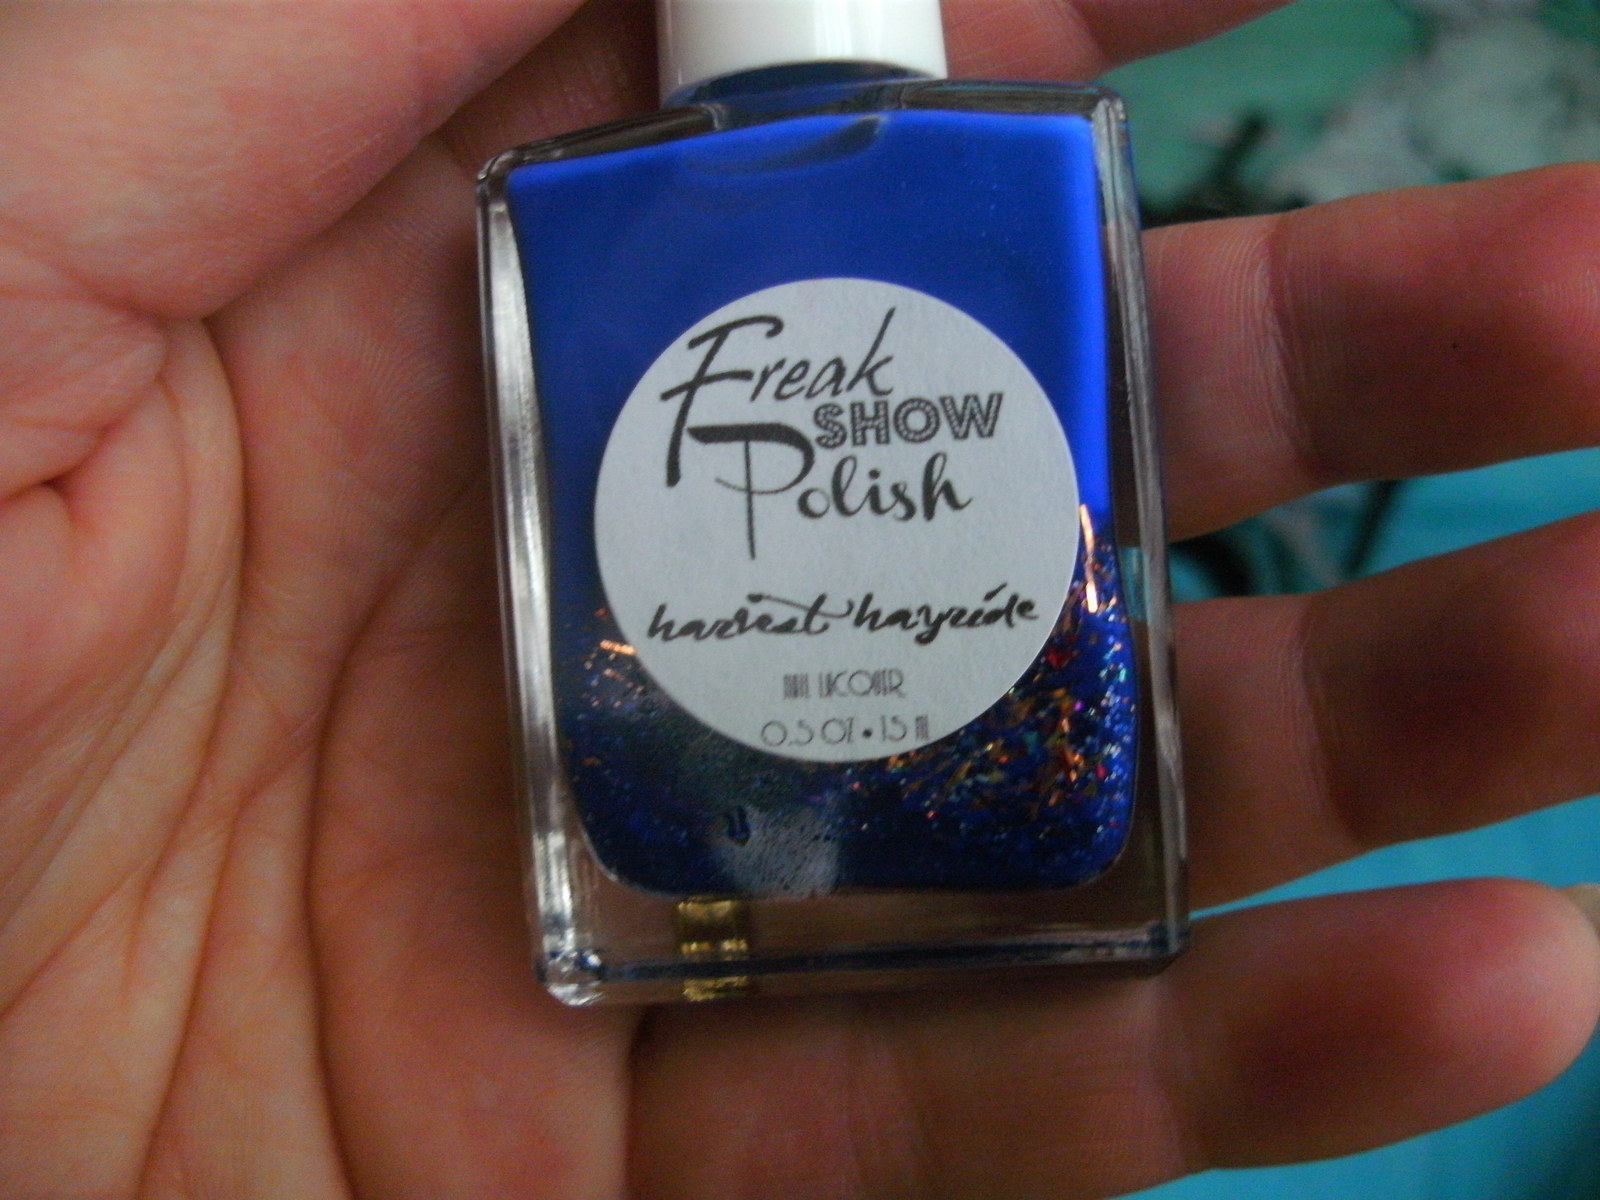 Freak
SHOW
Polish
harvest hayride
NAIL LACQUER
0.5 OZ • 15 ML